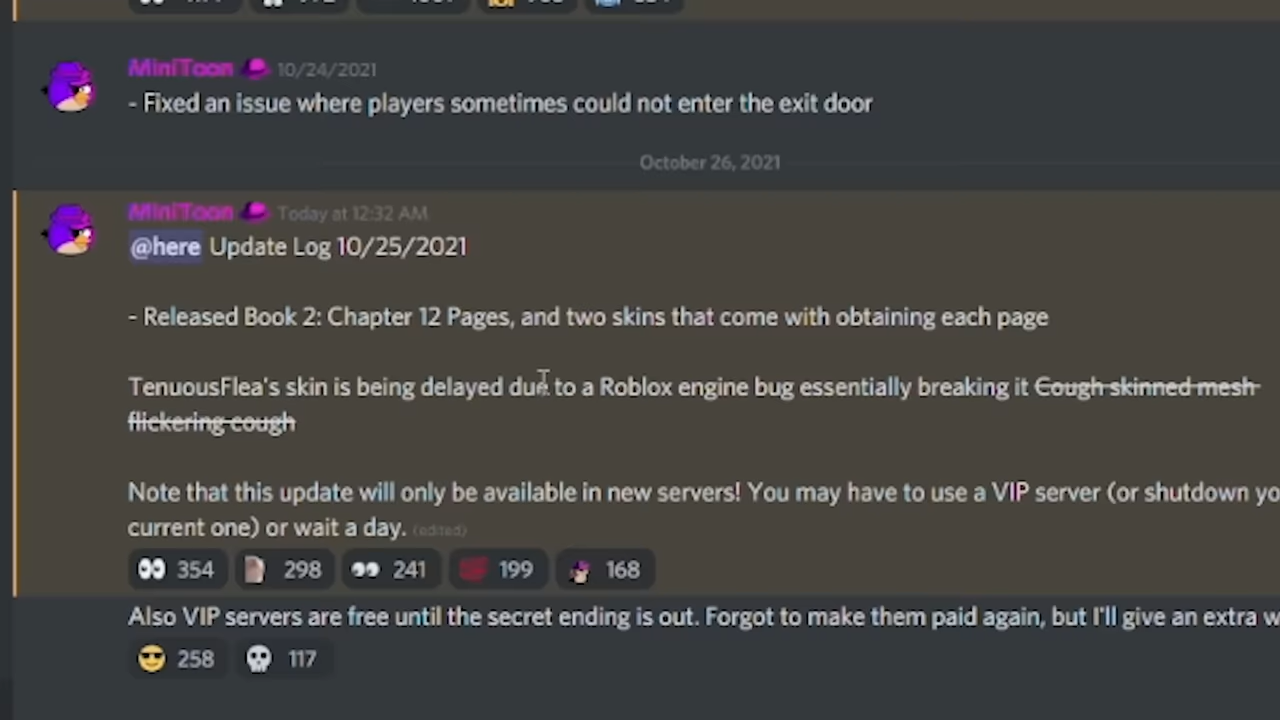 MiniToon 10/24/2021
- Fixed an issue where players sometimes could not enter the exit door
October 26, 2021
MiniToon Today at 12:32 AM
@here Update Log 10/25/2021
- Released Book 2: Chapter 12 Pages, and two skins that come with obtaining each page
TenuousFlea's skin is being delayed due to a Roblox engine bug essentially breaking it Cough skinned mesh
flickering cough
Note that this update will only be available in new servers! You may have to use a VIP server (or shutdown yo
current one) or wait a day. (edited)
354 298 241 199 168
Also VIP servers are free until the secret ending is out. Forgot to make them paid again, but I'll give an extra w
258 117